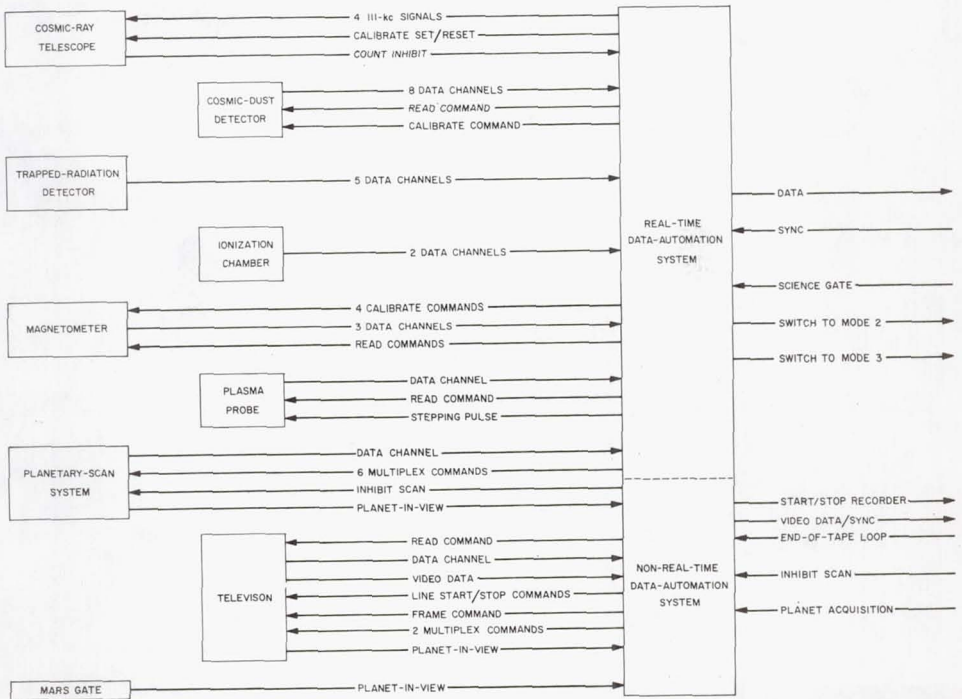 COSMIC-RAY
TELESCOPE
4 111-kc SIGNALS
CALIBRATE SET/RESET
COUNT INHIBIT
COSMIC-DUST
DETECTOR
8 DATA CHANNELS
READ COMMAND
CALIBRATE COMMAND
TRAPPED-RADIATION
DETECTOR
5 DATA CHANNELS
IONIZATION
CHAMBER
2 DATA CHANNELS
MAGNETOMETER
4 CALIBRATE COMMANDS
3 DATA CHANNELS
READ COMMANDS
PLASMA
PROBE
DATA CHANNEL
READ COMMAND
STEPPING PULSE
PLANETARY-SCAN
SYSTEM
DATA CHANNEL
6 MULTIPLEX COMMANDS
INHIBIT SCAN
PLANET-IN-VIEW
TELEVISON
READ COMMAND
DATA CHANNEL
VIDEO DATA
LINE START/STOP COMMANDS
FRAME COMMAND
2 MULTIPLEX COMMANDS
PLANET-IN-VIEW
MARS GATE
PLANET-IN-VIEW
REAL-TIME
DATA-AUTOMATION
SYSTEM
DATA
SYNC
SCIENCE GATE
SWITCH TO MODE 2
SWITCH TO MODE 3
NON-REAL-TIME
DATA-AUTOMATION
SYSTEM
START/STOP RECORDER
VIDEO DATA/SYNC
END-OF-TAPE LOOP
INHIBIT SCAN
PLANET ACQUISITION